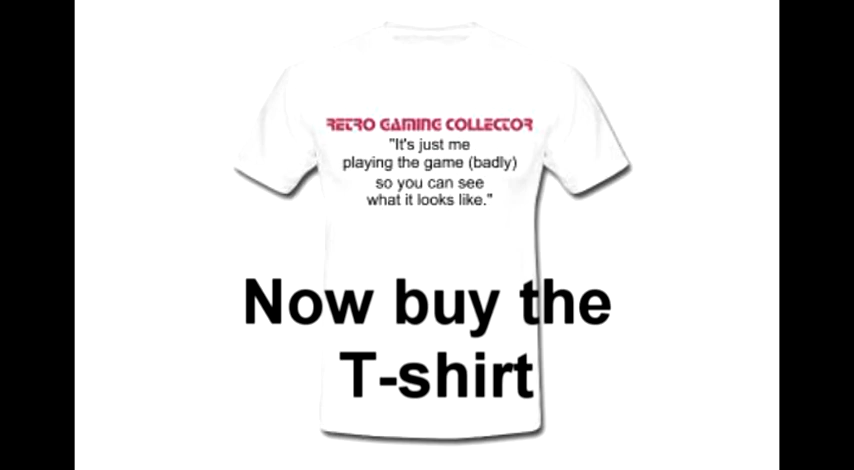 RETRO GAMING COLLECTOR
"It's just me
playing the game (badly)
so you can see
what it looks like."
Now buy the
T-shirt